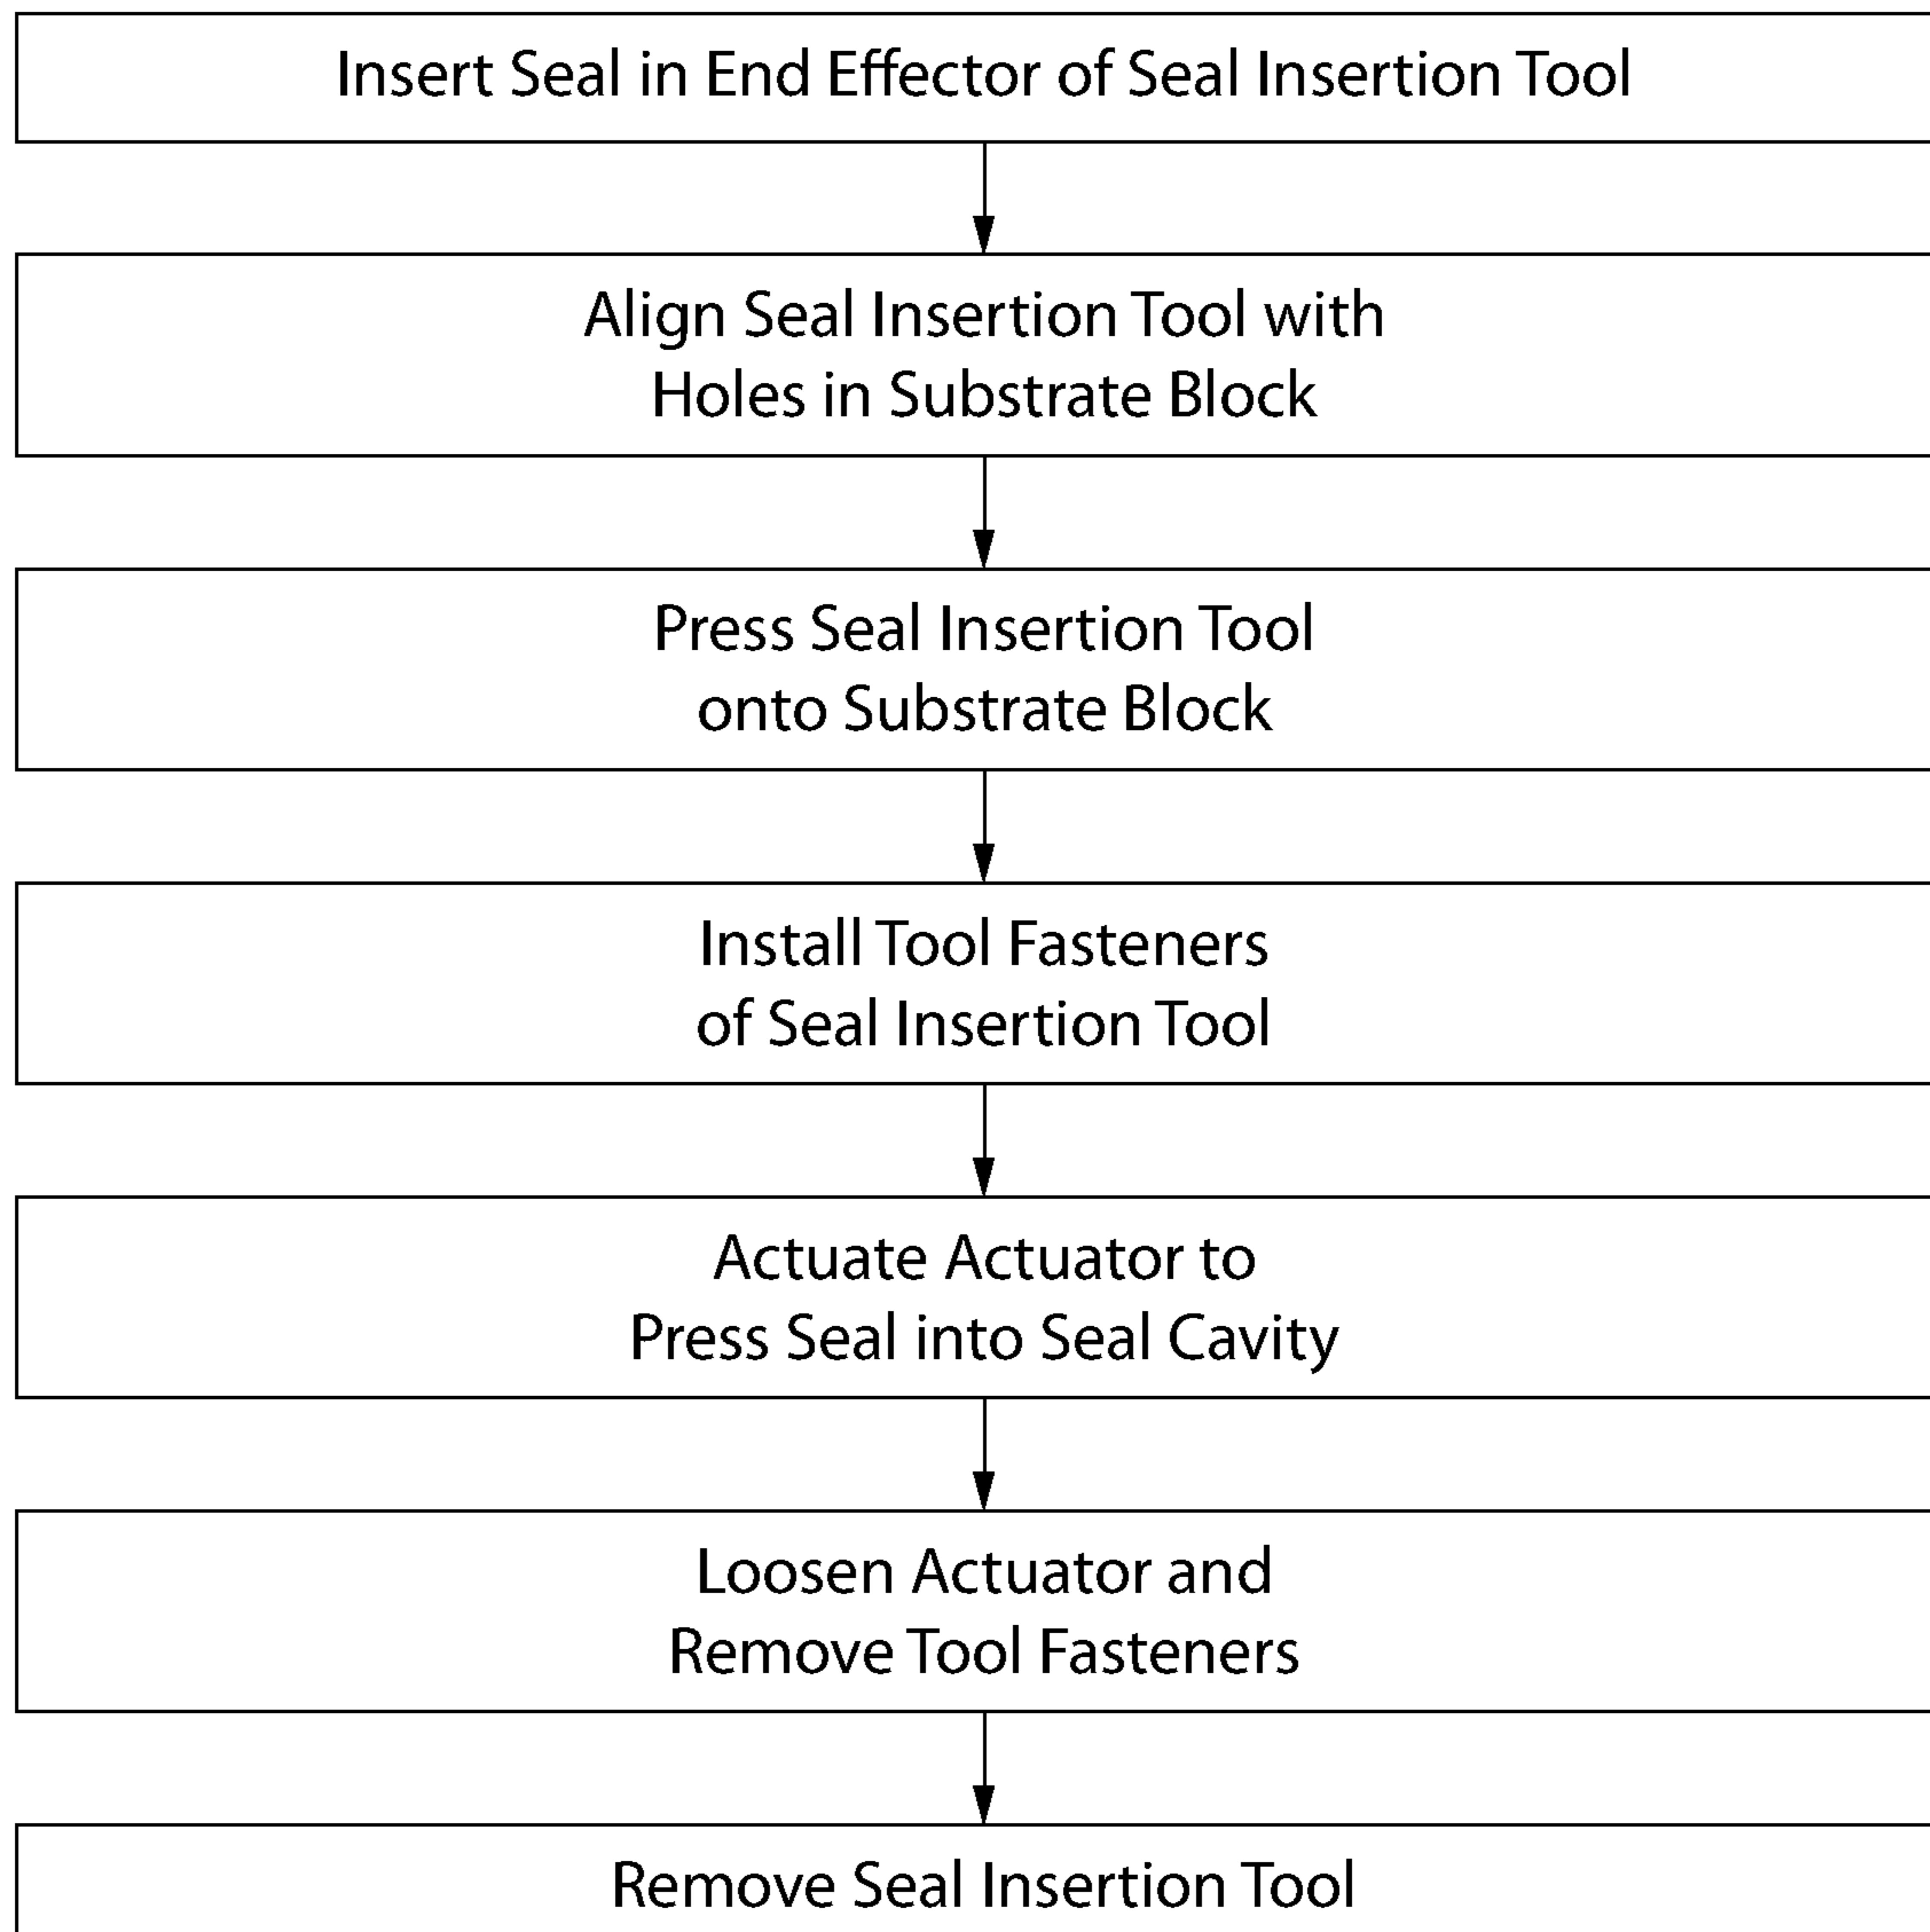 Insert Seal in End Effector of Seal Insertion Tool
Align Seal Insertion Tool with
Holes in Substrate Block
Press Seal Insertion Tool
onto Substrate Block
Install Tool Fasteners
of Seal Insertion Tool
Actuate Actuator to
Press Seal into Seal Cavity
Loosen Actuator and
Remove Tool Fasteners
Remove Seal Insertion Tool